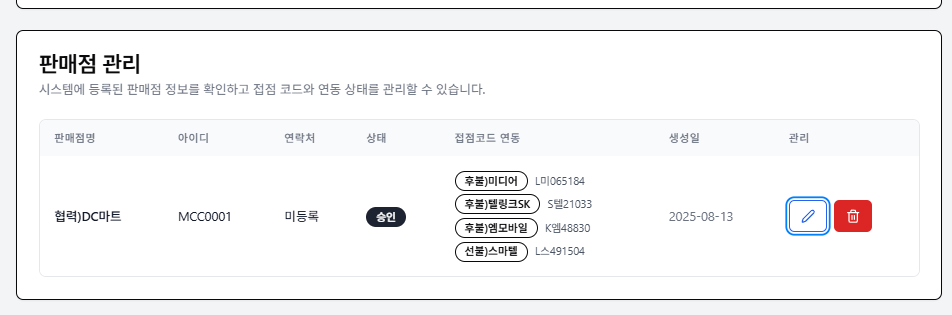 판매점 관리
시스템에 등록된 판매점 정보를 확인하고 접점 코드와 연동 상태를 관리할 수 있습니다.
판매점명 아이디 연락처 상태 접점코드 연동 생성일 관리
후불)미디어 L미065184
후불)텔링크SK S텔21033
협력)DC마트 MCC0001 미등록 승인 2025-08-13
후불)엠모바일 K엠48830
선불)스마텔 L스491504